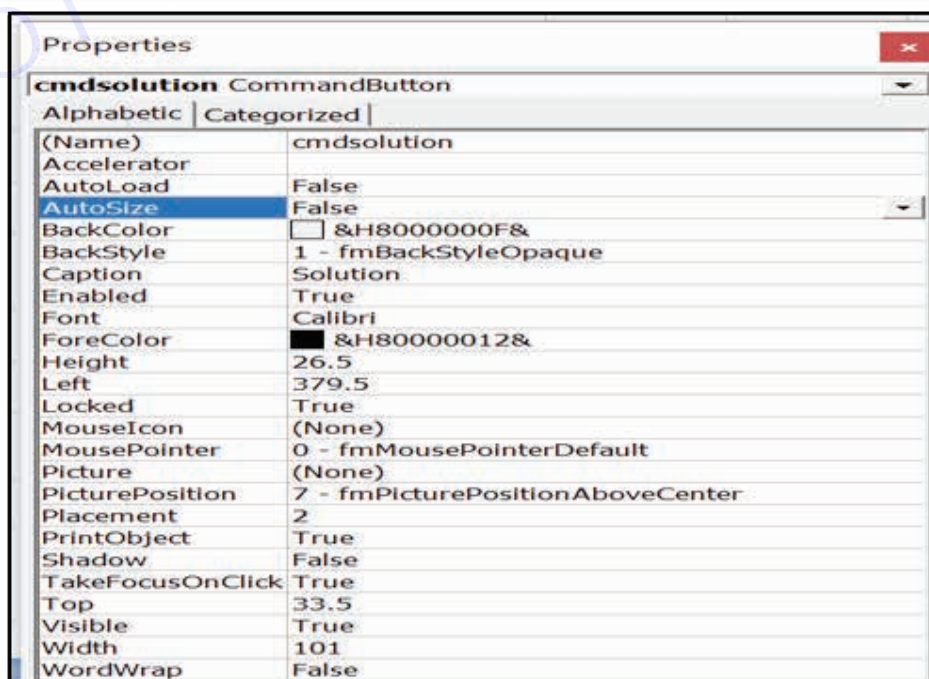 Properties
cmdsolution CommandButton
Alphabetic Categorized
(Name) cmdsolution
Accelerator
AutoLoad False
AutoSize False
BackColor &H8000000F&
BackStyle 1 - fmBackStyleOpaque
Caption Solution
Enabled True
Font Calibri
ForeColor &H80000012&
Height 26.5
Left 379.5
Locked True
MouseIcon (None)
MousePointer 0 - fmMousePointerDefault
Picture (None)
PicturePosition 7 - fmPicturePositionAboveCenter
Placement 2
PrintObject True
Shadow False
TakeFocusOnClick True
Top 33.5
Visible True
Width 101
WordWrap False